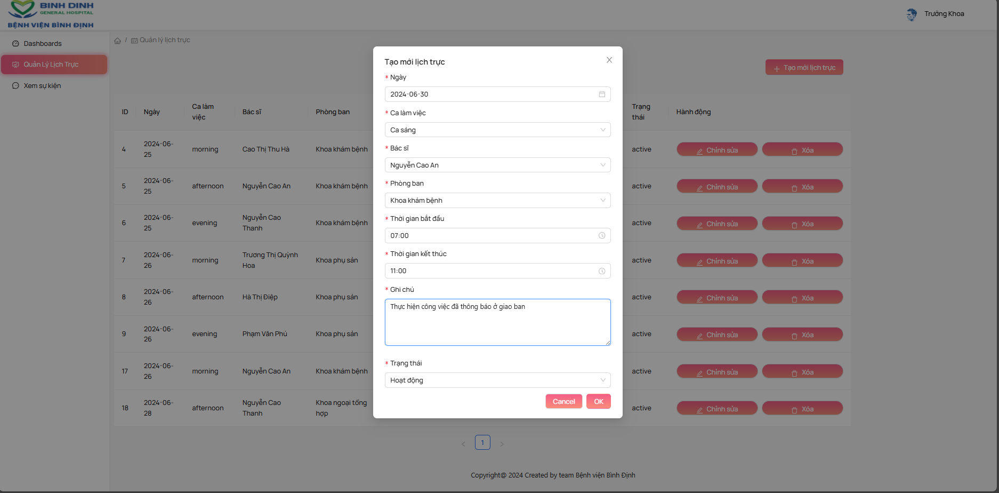 BINH DINH
GENERAL HOSPITAL
BỆNH VIỆN BÌNH ĐỊNH
Trưởng Khoa
Dashboards
Quản Lý Lịch Trực
Xem sự kiện
/ Quản lý lịch trực
+ Tạo mới lịch trực
ID Ngày Ca làm việc Bác sĩ Phòng ban Trạng thái Hành động
4 2024-06-25 morning Cao Thị Thu Hà Khoa khám bệnh active Chỉnh sửa Xóa
5 2024-06-25 afternoon Nguyễn Cao An Khoa khám bệnh active Chỉnh sửa Xóa
6 2024-06-25 evening Nguyễn Cao Thanh Khoa khám bệnh active Chỉnh sửa Xóa
7 2024-06-26 morning Trương Thị Quỳnh Hoa Khoa phụ sản active Chỉnh sửa Xóa
8 2024-06-26 afternoon Hà Thị Điệp Khoa phụ sản active Chỉnh sửa Xóa
9 2024-06-26 evening Phạm Văn Phú Khoa phụ sản active Chỉnh sửa Xóa
17 2024-06-26 morning Nguyễn Cao An Khoa khám bệnh active Chỉnh sửa Xóa
18 2024-06-28 afternoon Nguyễn Cao Thanh Khoa ngoại tổng hợp active Chỉnh sửa Xóa
Tạo mới lịch trực
* Ngày
2024-06-30
* Ca làm việc
Ca sáng
* Bác sĩ
Nguyễn Cao An
* Phòng ban
Khoa khám bệnh
* Thời gian bắt đầu
07:00
* Thời gian kết thúc
11:00
* Ghi chú
Thực hiện công việc đã thông báo ở giao ban
* Trạng thái
Hoạt động
Cancel OK
< 1 >
Copyright@ 2024 Created by team Bệnh viện Bình Định